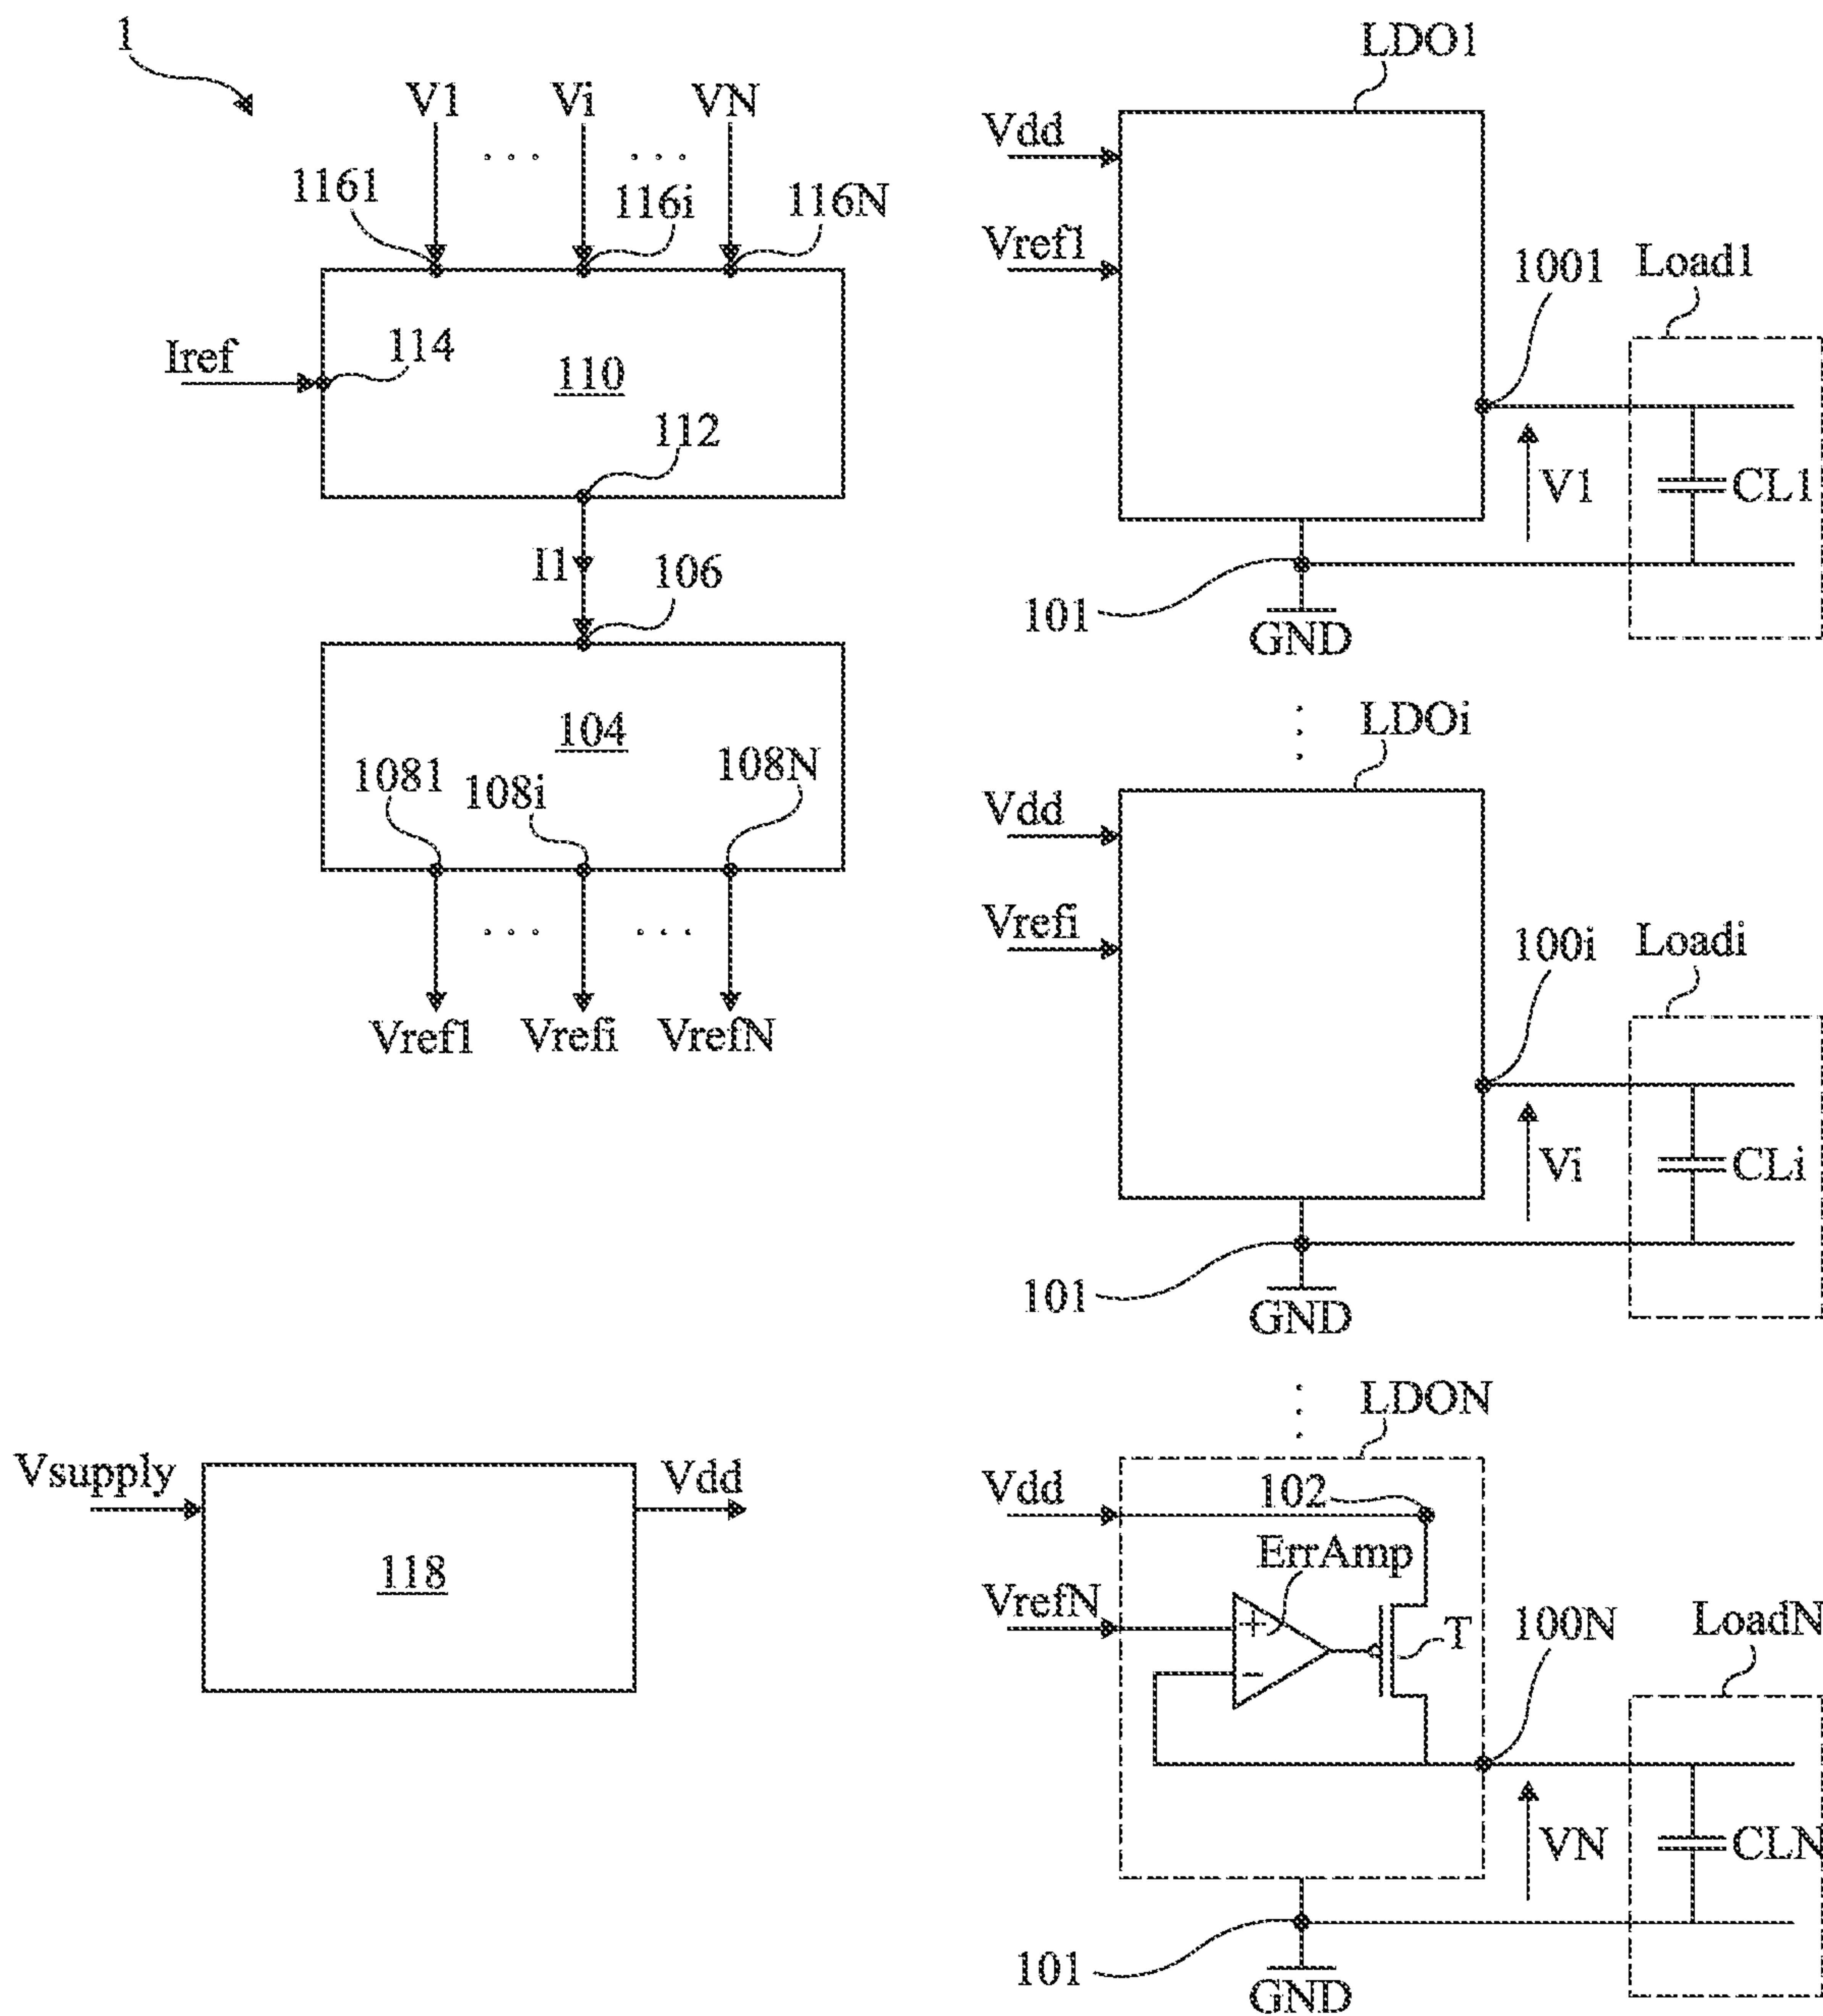 1
V1
Vi
VN
. . .
. . .
1161
116i
116N
Iref
114
110
112
I1
106
104
1081
108i
108N
. . .
. . .
Vref1
Vrefi
VrefN
Vsupply
118
Vdd
LDO1
Vdd
Vref1
1001
Load1
V1
CL1
101
GND
LDOi
Vdd
Vrefi
100i
Loadi
Vi
CLi
101
GND
LDON
Vdd
102
ErrAmp
VrefN
+
-
T
100N
LoadN
VN
CLN
101
GND